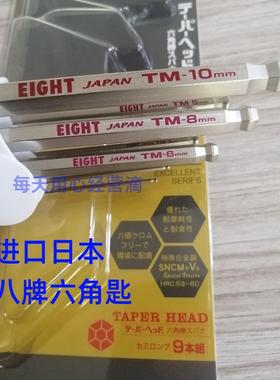 テーパーヘッド
六角棒スパナ
EIGHT JAPAN TM-10mm
TM-5mm
EIGHT JAPAN TM-8mm
EIGHT JAPAN TM-6mm
每天用心经营滴
EXCELLENT
SERIES
六価クロム
フリーで
環境に配慮
優れた
耐摩耗性
と耐食性
特殊合金鋼
SNCM+V
Special Version
HRC:53-60
进口日本
八牌六角匙
TAPER HEAD
テーパーヘッド 六角棒スパナ
セミロング 9本組